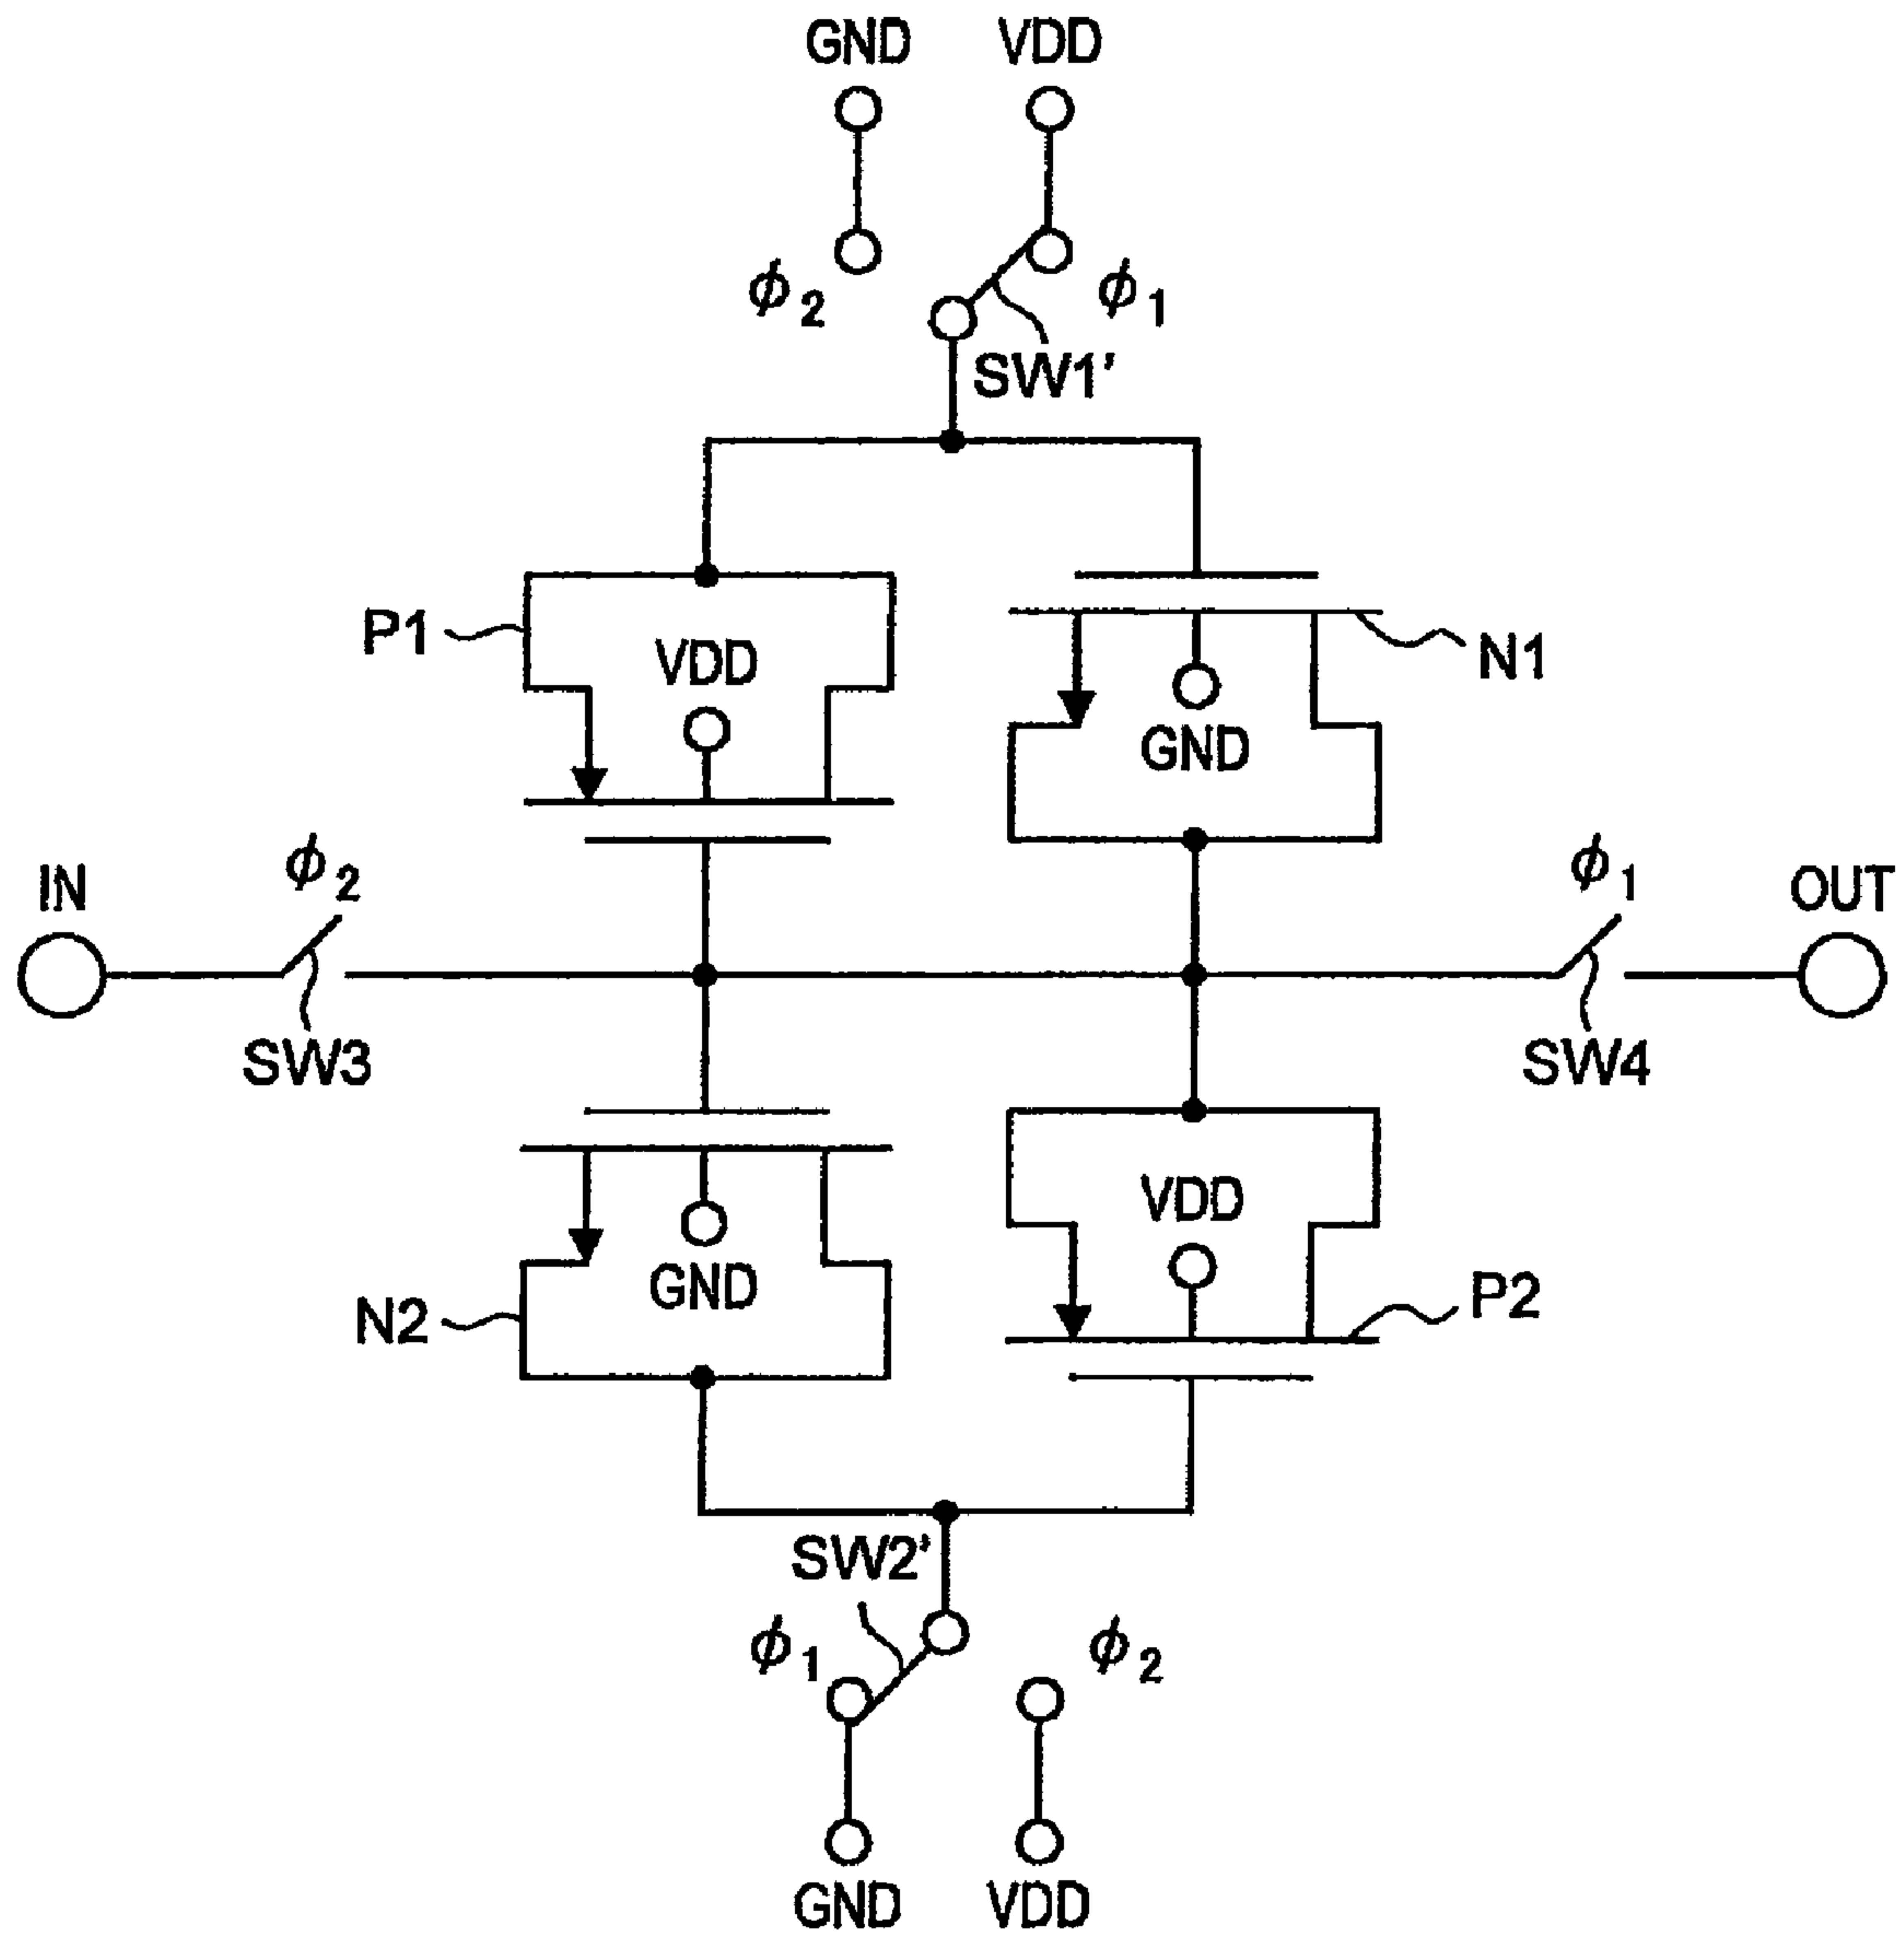 GND VDD
ϕ2 ϕ1
SW1'
P1 VDD N1
GND
IN ϕ2 ϕ1 OUT
SW3 SW4
VDD
N2 GND P2
SW2'
ϕ1 ϕ2
GND VDD